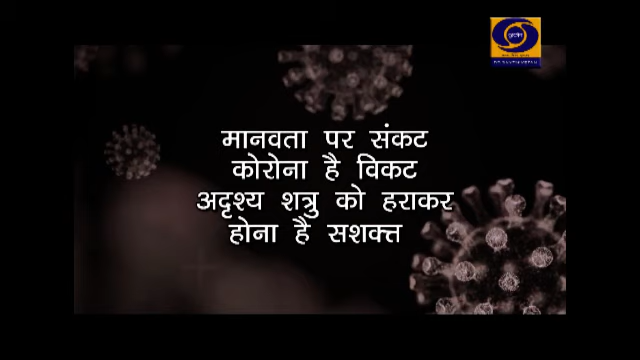 मानवता पर संकट
कोरोना है विकट
अदृश्य शत्रु को हराकर
होना है सशक्त